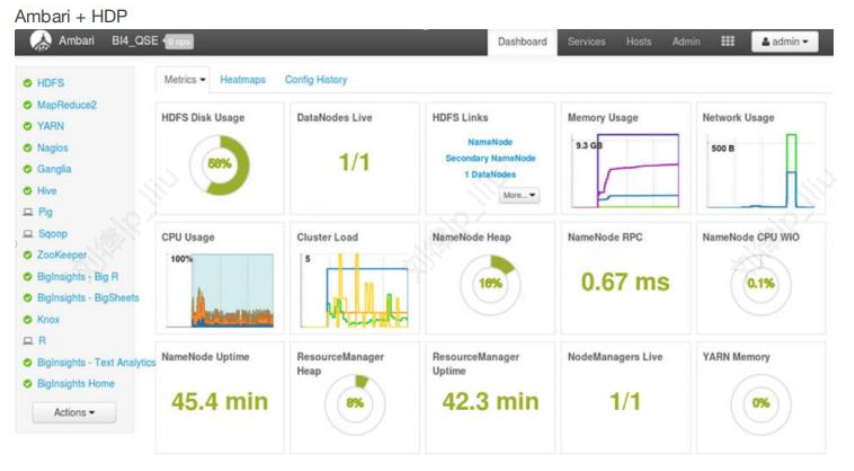 Ambari + HDP
Ambari BI4_QSE 0 ops Dashboard Services Hosts Admin admin
HDFS
MapReduce2
YARN
Nagios
Ganglia
Hive
Pig
Sqoop
ZooKeeper
BigInsights - Big R
BigInsights - BigSheets
Knox
R
BigInsights - Text Analytics
BigInsights Home
Actions
Metrics Heatmaps Config History
HDFS Disk Usage
58%
DataNodes Live
1/1
HDFS Links
NameNode
Secondary NameNode
1 DataNodes
More...
Memory Usage
9.3 GB
Network Usage
500 B
CPU Usage
100%
Cluster Load
5
NameNode Heap
16%
NameNode RPC
0.67 ms
NameNode CPU WIO
0.1%
NameNode Uptime
45.4 min
ResourceManager
Heap
8%
ResourceManager
Uptime
42.3 min
NodeManagers Live
1/1
YARN Memory
0%